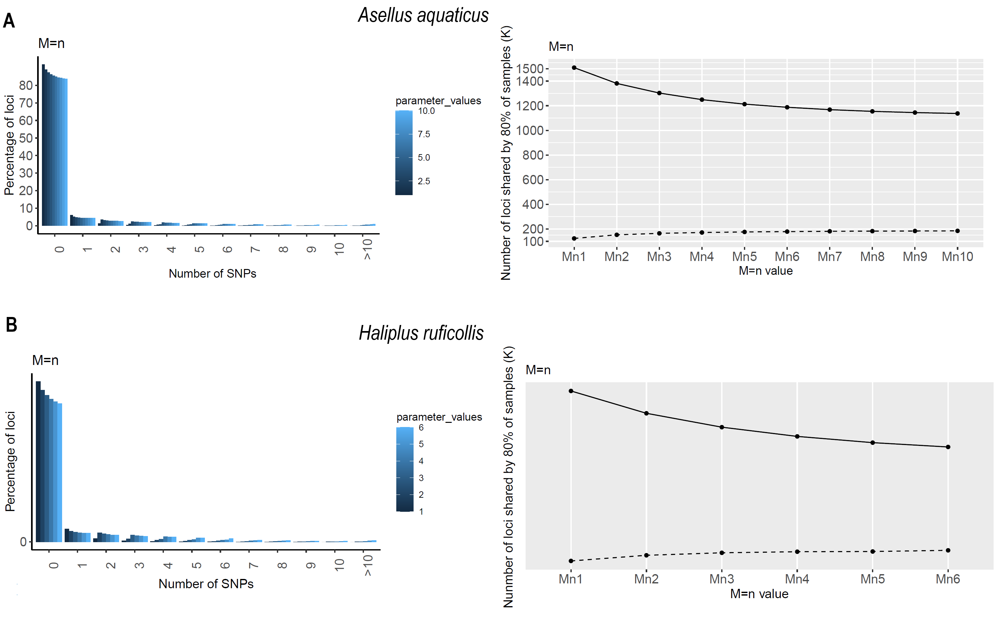 A
Asellus aquaticus
M=n
Percentage of loci
80
70
60
50
40
30
20
10
0
0 1 2 3 4 5 6 7 8 9 10 >10
Number of SNPs
parameter_values
10.0
7.5
5.0
2.5
M=n
Number of loci shared by 80% of samples (K)
1500
1400
1200
1000
800
600
400
200
100
Mn1 Mn2 Mn3 Mn4 Mn5 Mn6 Mn7 Mn8 Mn9 Mn10
M=n value
B
Haliplus ruficollis
M=n
Percentage of loci
0
0 1 2 3 4 5 6 7 8 9 10 >10
Number of SNPs
parameter_values
6
5
4
3
2
1
M=n
Nunmber of loci shared by 80% of samples (K)
Mn1 Mn2 Mn3 Mn4 Mn5 Mn6
M=n value